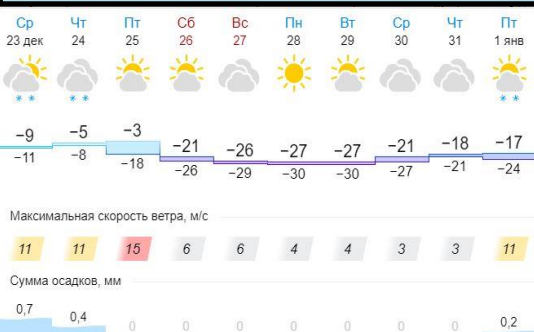 Ср Чт Пт Сб Вс Пн Вт Ср Чт Пт
23 дек 24 25 26 27 28 29 30 31 1 янв
−9 −5 −3 −21 −26 −27 −27 −21 −18 −17
−11 −8 −18 −26 −29 −30 −30 −27 −21 −24
Максимальная скорость ветра, м/с
11 11 15 6 6 4 4 3 3 11
Сумма осадков, мм
0,7 0,4 0 0 0 0 0 0 0 0,2